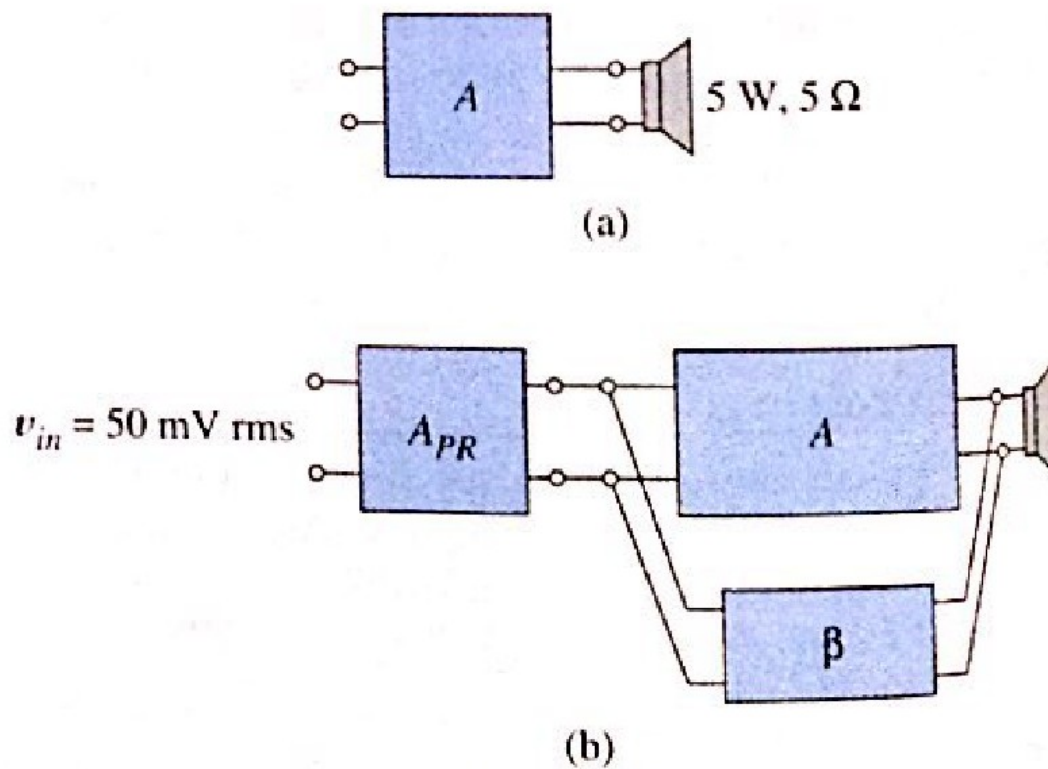 A
5 W, 5 Ω
(a)
v_in = 50 mV rms
A_PR
A
β
(b)